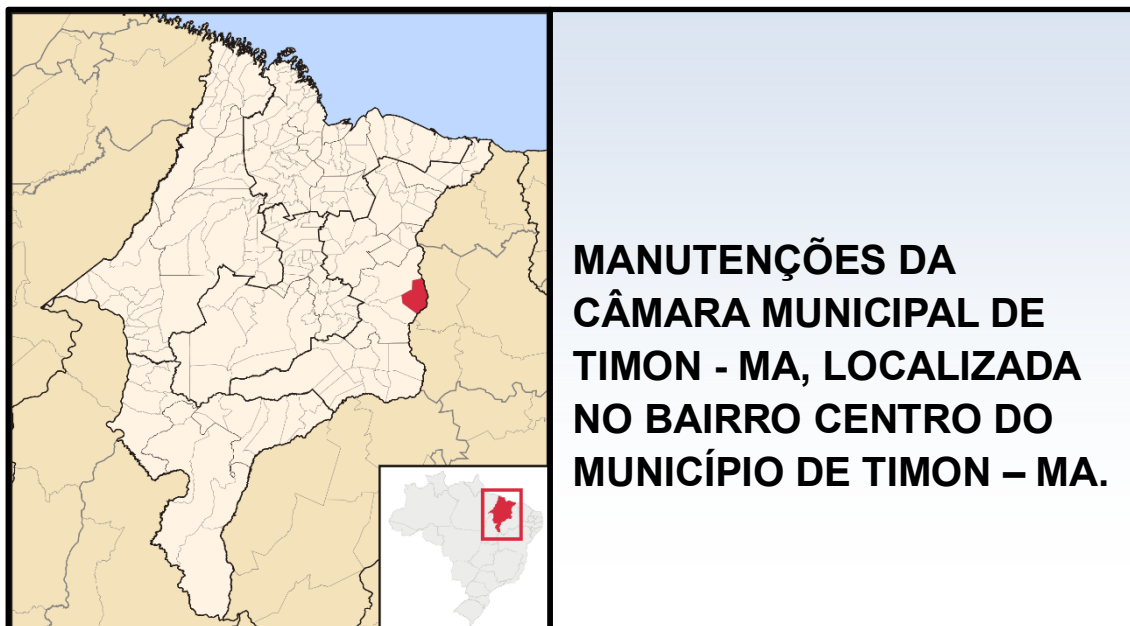 MANUTENÇÕES DA
CÂMARA MUNICIPAL DE
TIMON - MA, LOCALIZADA
NO BAIRRO CENTRO DO
MUNICÍPIO DE TIMON – MA.